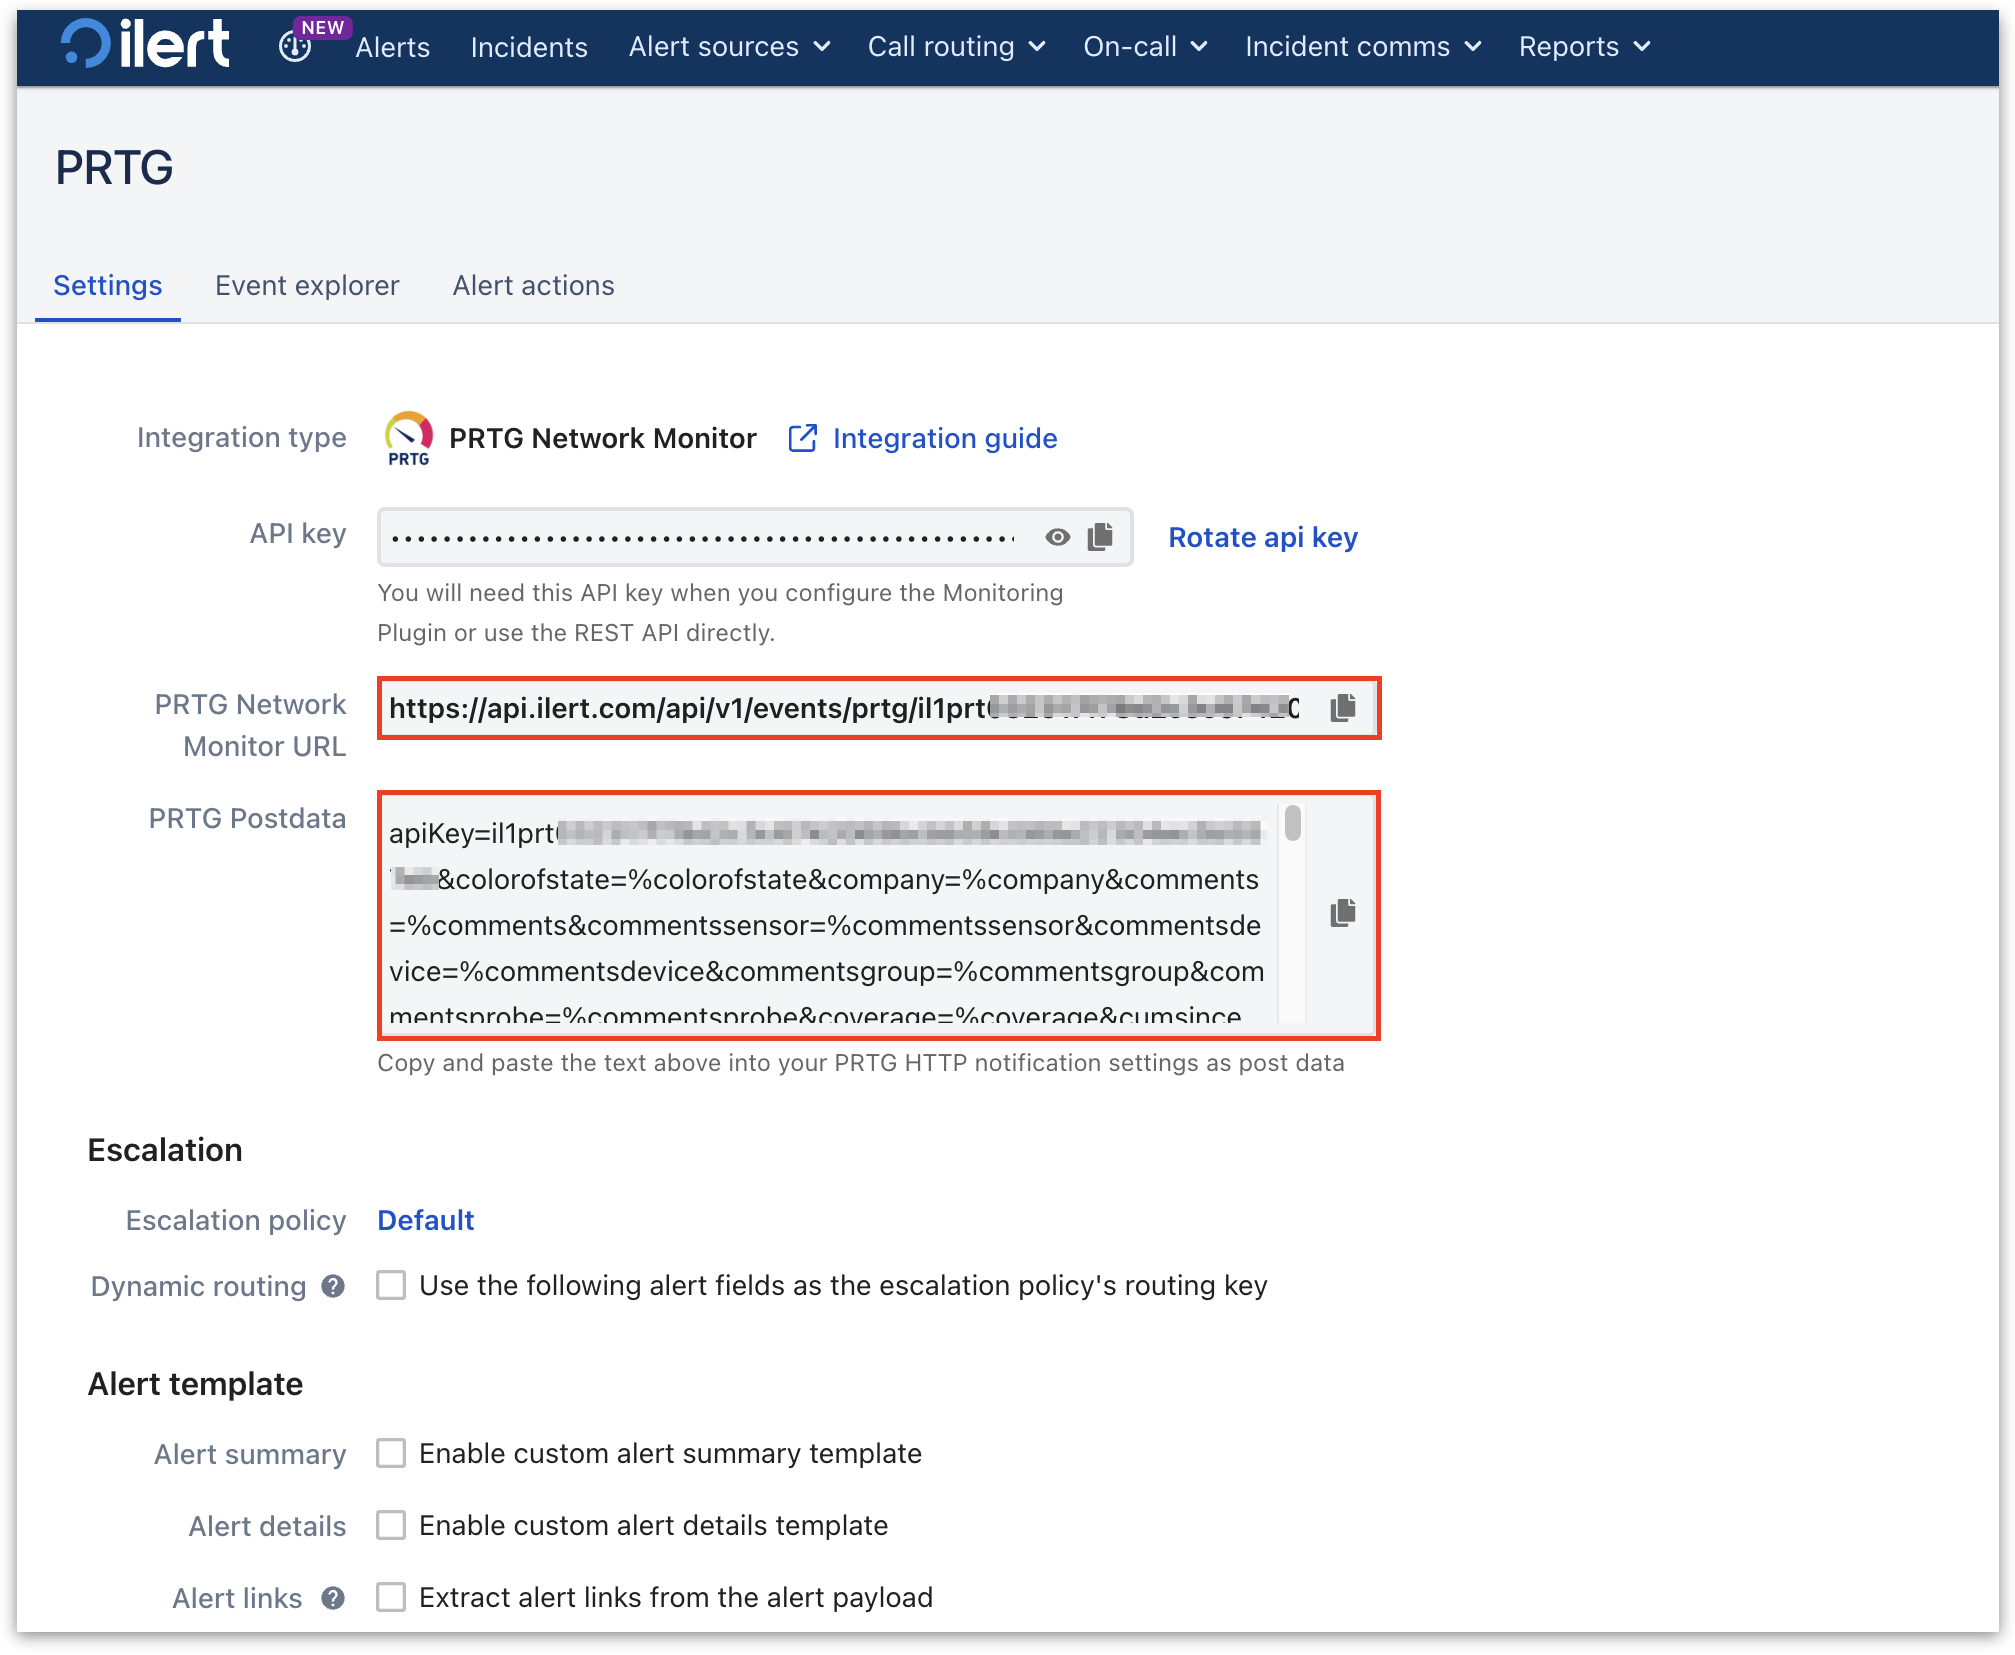 ilert NEW Alerts Incidents Alert sources Call routing On-call Incident comms Reports
PRTG
Settings Event explorer Alert actions
Integration type PRTG PRTG Network Monitor Integration guide
API key •••••••••••••••••••••••••••••••••••••••••••••••• Rotate api key
You will need this API key when you configure the Monitoring
Plugin or use the REST API directly.
PRTG Network
Monitor URL
https://api.ilert.com/api/v1/events/prtg/il1prt
PRTG Postdata
apiKey=il1prt
&colorofstate=%colorofstate&company=%company&comments
=%comments&commentssensor=%commentssensor&commentsde
vice=%commentsdevice&commentsgroup=%commentsgroup&com
mentsprobe=%commentsprobe&coverage=%coverage&cumsince
Copy and paste the text above into your PRTG HTTP notification settings as post data
Escalation
Escalation policy Default
Dynamic routing ? Use the following alert fields as the escalation policy's routing key
Alert template
Alert summary Enable custom alert summary template
Alert details Enable custom alert details template
Alert links ? Extract alert links from the alert payload